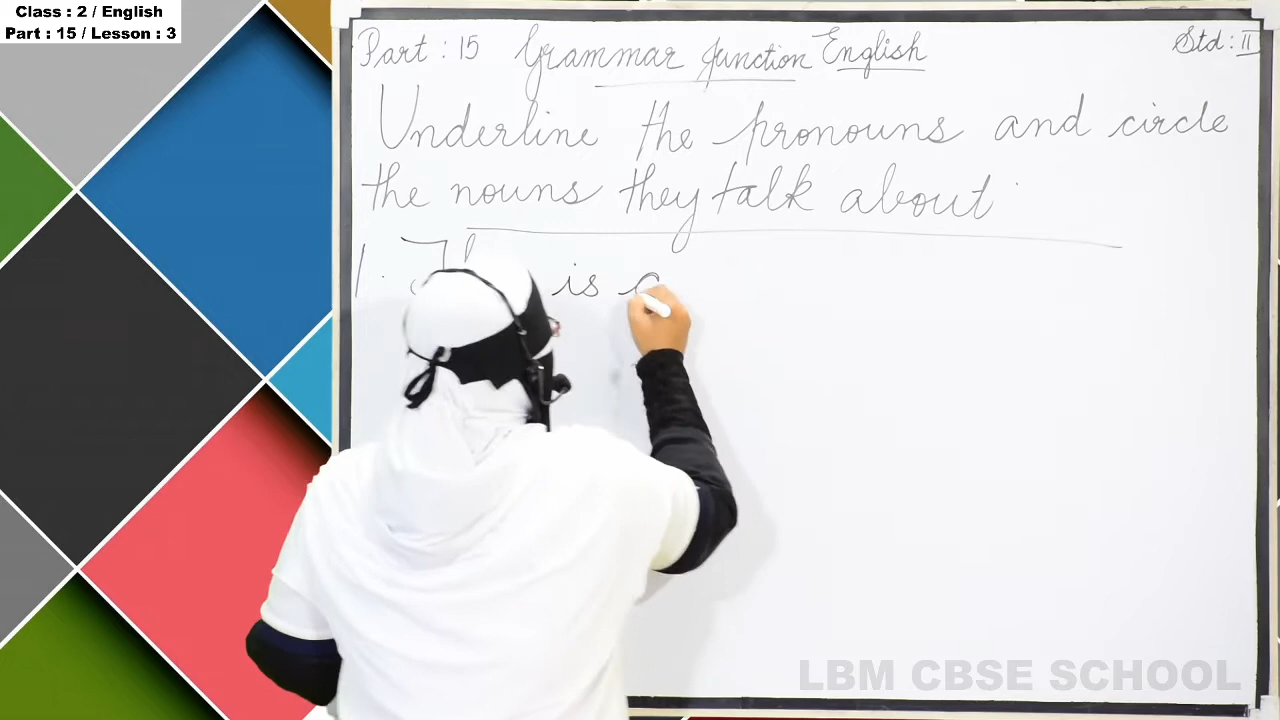 Class : 2 / English
Part : 15 / Lesson : 3
Part : 15 Grammar Junction English Std : II
Underline the pronouns and circle
the nouns they talk about
1. is a
LBM CBSE SCHOOL